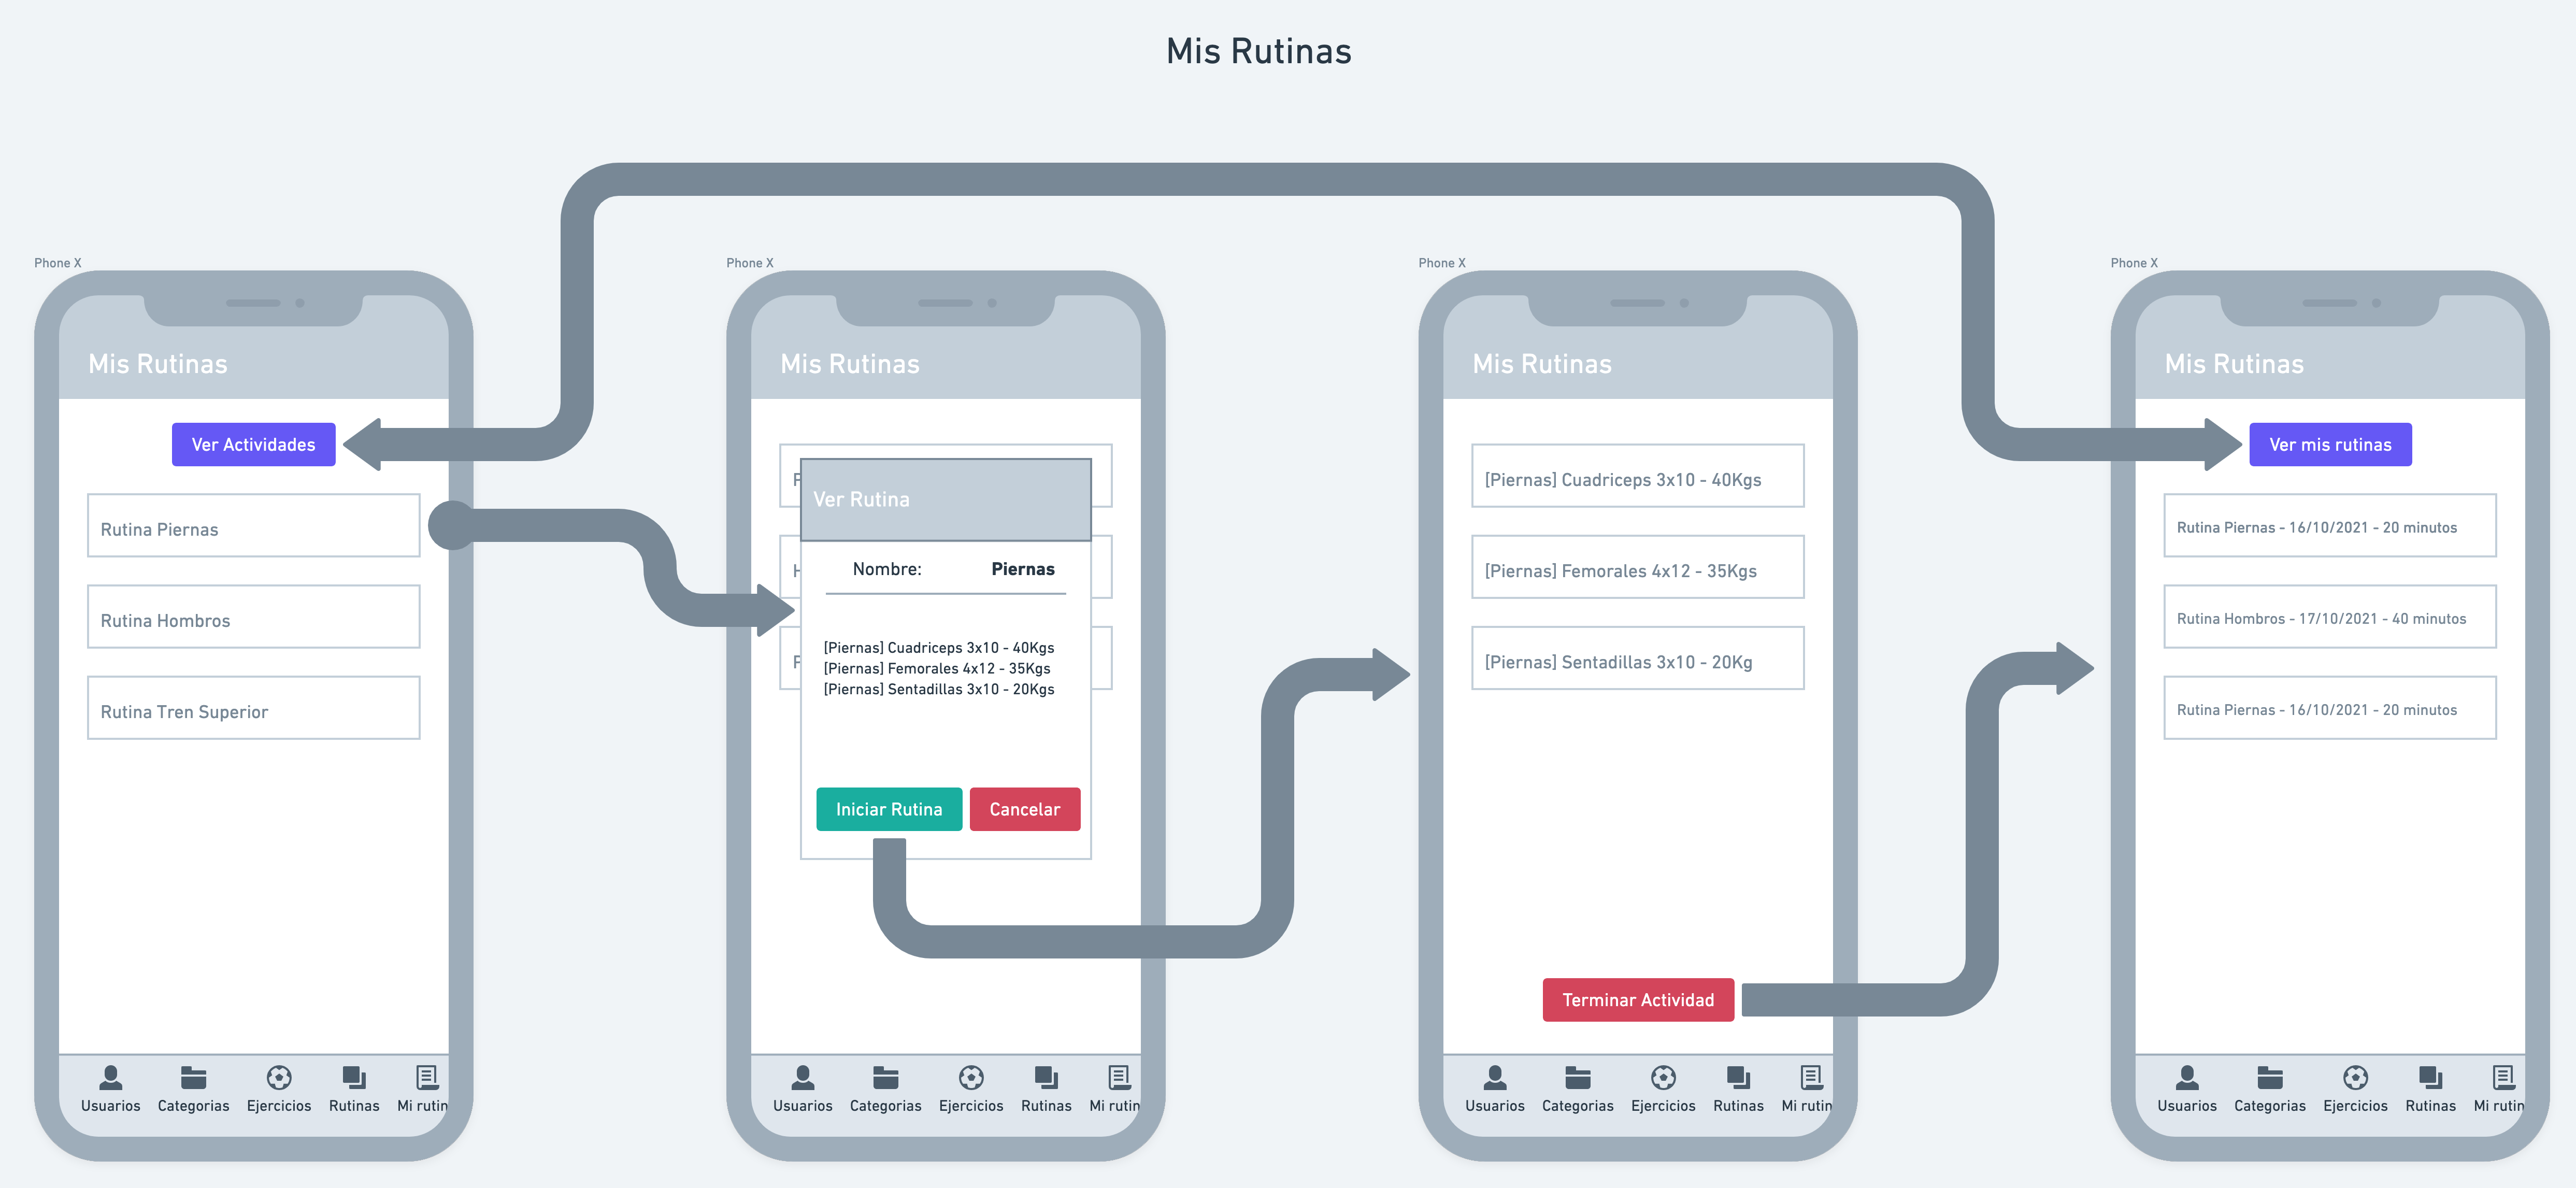 Mis Rutinas
Phone X
Mis Rutinas
Ver Actividades
Rutina Piernas
Rutina Hombros
Rutina Tren Superior
Usuarios Categorias Ejercicios Rutinas Mi rutin
Phone X
Mis Rutinas
Ver Rutina
Nombre: Piernas
[Piernas] Cuadriceps 3x10 - 40Kgs
[Piernas] Femorales 4x12 - 35Kgs
[Piernas] Sentadillas 3x10 - 20Kgs
Iniciar Rutina Cancelar
Usuarios Categorias Ejercicios Rutinas Mi rutin
Phone X
Mis Rutinas
[Piernas] Cuadriceps 3x10 - 40Kgs
[Piernas] Femorales 4x12 - 35Kgs
[Piernas] Sentadillas 3x10 - 20Kg
Terminar Actividad
Usuarios Categorias Ejercicios Rutinas Mi rutin
Phone X
Mis Rutinas
Ver mis rutinas
Rutina Piernas - 16/10/2021 - 20 minutos
Rutina Hombros - 17/10/2021 - 40 minutos
Rutina Piernas - 16/10/2021 - 20 minutos
Usuarios Categorias Ejercicios Rutinas Mi rutin